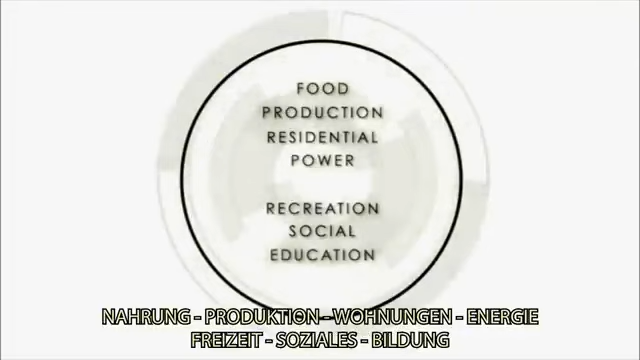 FOOD
PRODUCTION
RESIDENTIAL
POWER
RECREATION
SOCIAL
EDUCATION
NAHRUNG - PRODUKTION - WOHNUNGEN - ENERGIE
FREIZEIT - SOZIALES - BILDUNG